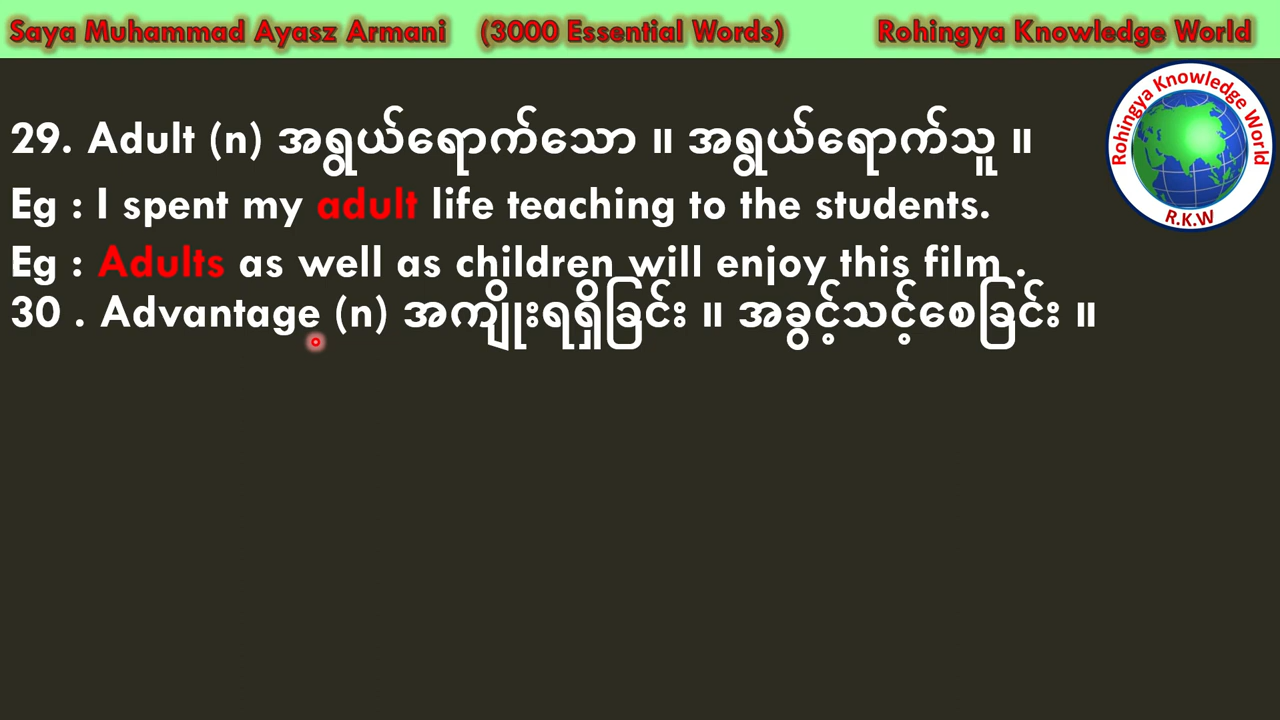 Saya Muhammad Ayasz Armani (3000 Essential Words) Rohingya Knowledge World
Rohingya Knowledge World
R.K.W
29. Adult (n) အရွယ်ရောက်သော ။ အရွယ်ရောက်သူ ။
Eg : I spent my adult life teaching to the students.
Eg : Adults as well as children will enjoy this film .
30 . Advantage (n) အကျိုးရရှိခြင်း ။ အခွင့်သင့်စေခြင်း ။